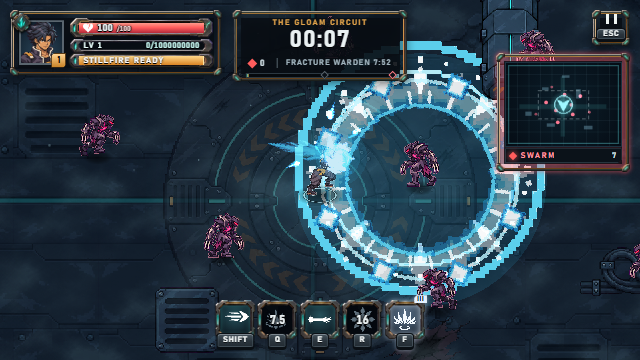 100 /100
LV 1 0/1000000000
1 STILLFIRE READY
THE GLOAM CIRCUIT
00:07
0 FRACTURE WARDEN 7:52
ESC
SWARM 7
7.5 16
SHIFT Q E R F